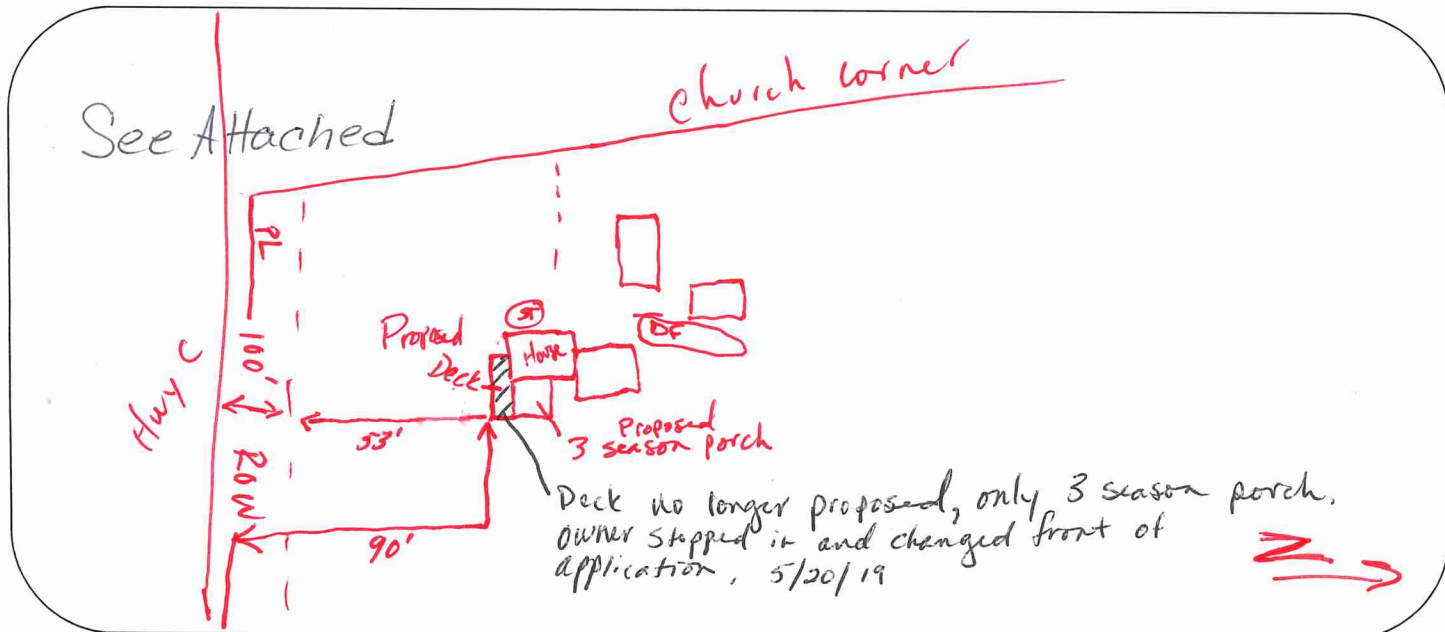 Church corner
See Attached
PL
100'
Hwy C
ROW
Proposed
Deck
ST
House
DF
53'
Proposed
3 season porch
90'
Deck no longer proposed, only 3 season porch,
owner stopped in and changed front of
application, 5/20/19
N